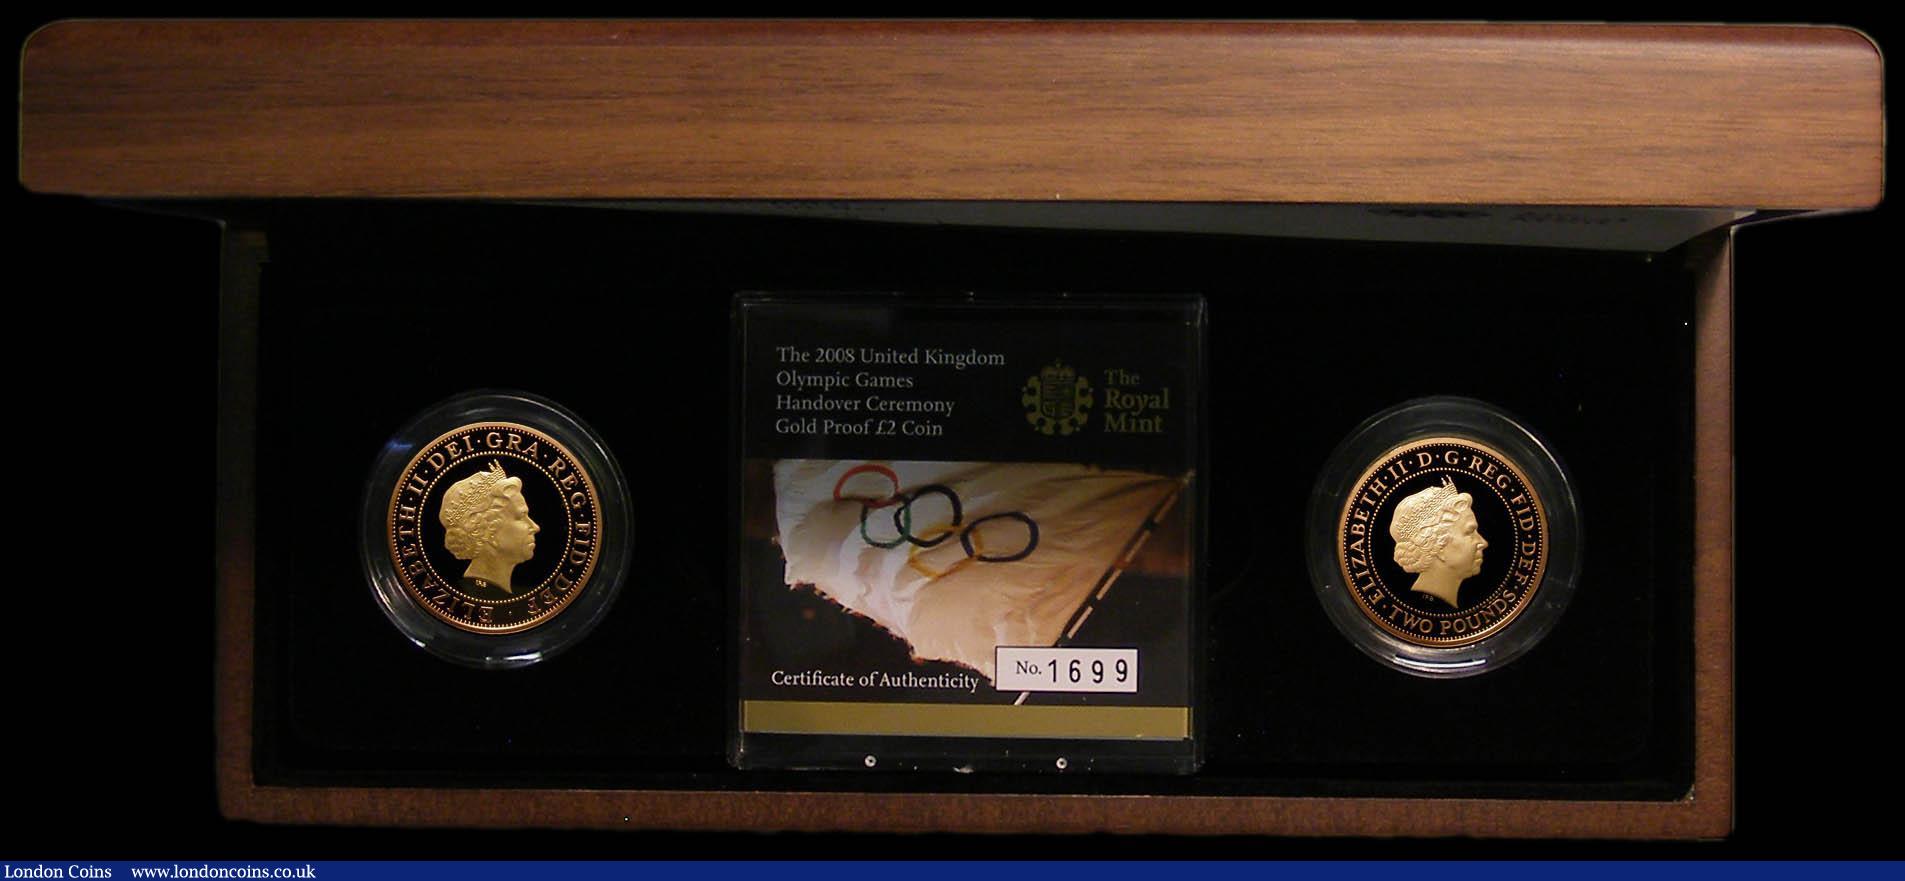 The 2008 United Kingdom
Olympic Games
Handover Ceremony
Gold Proof £2 Coin
The
Royal
Mint
ELIZABETH·II·DEI·GRA·REG·FID·DEF·
IRB
ELIZABETH·II·D·G·REG·FID·DEF·
·TWO POUNDS·
IRB
Certificate of Authenticity
No. 1699
London Coins www.londoncoins.co.uk